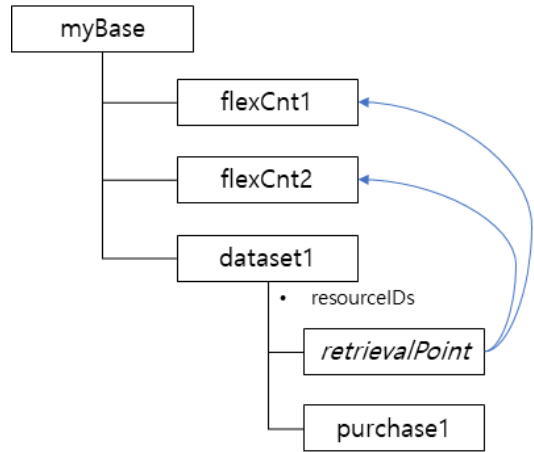 myBase
flexCnt1
flexCnt2
dataset1
• resourceIDs
retrievalPoint
purchase1